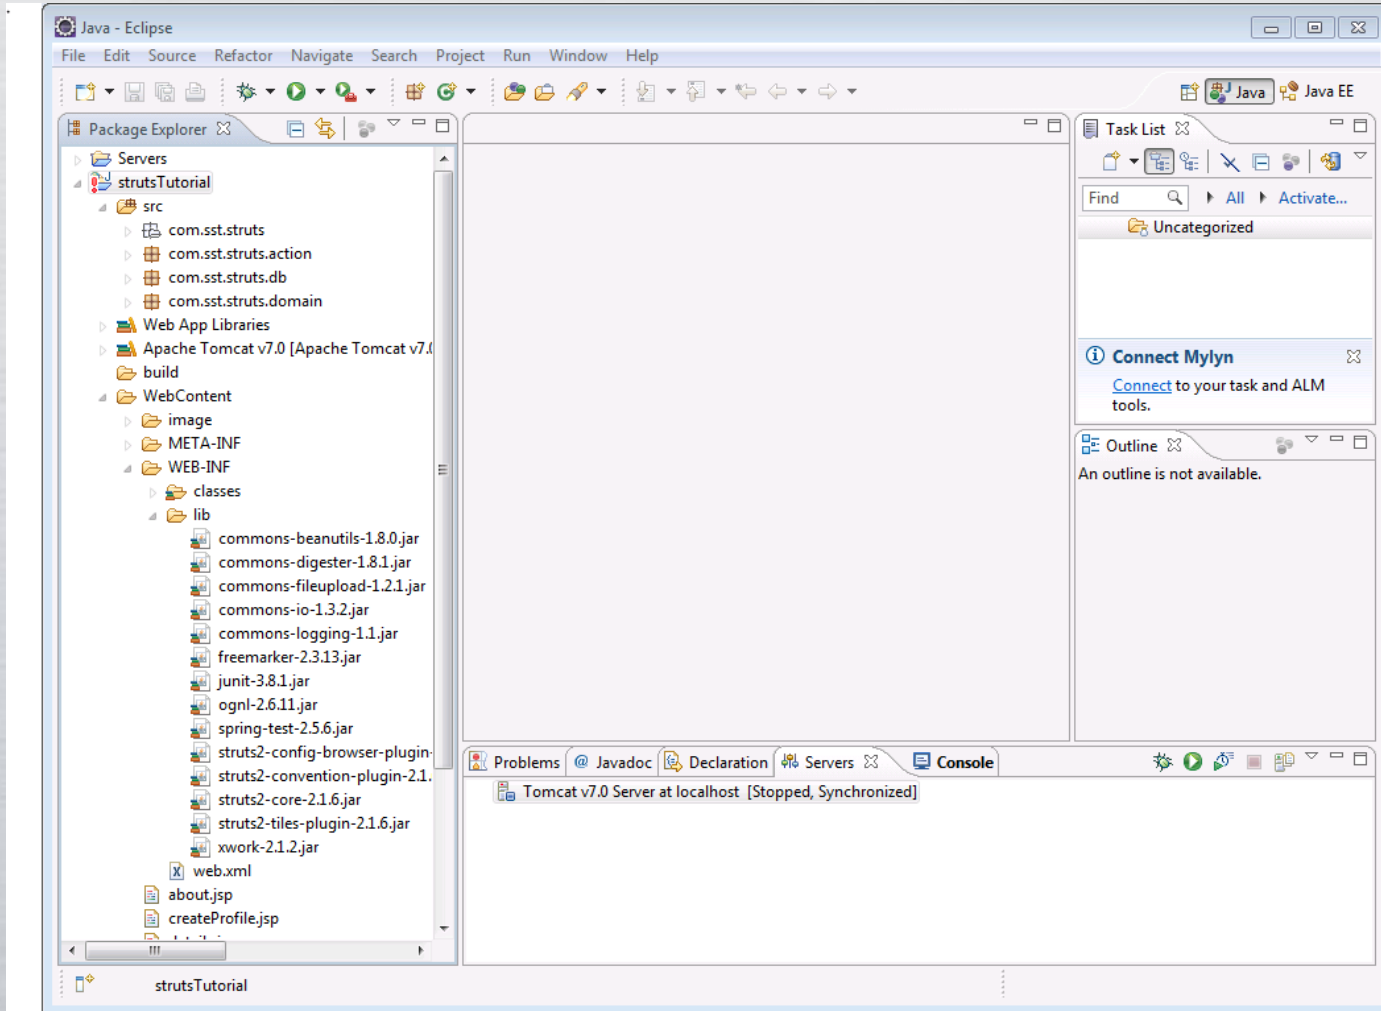 Java - Eclipse
File Edit Source Refactor Navigate Search Project Run Window Help
Java Java EE
Package Explorer
Servers
strutsTutorial
src
com.sst.struts
com.sst.struts.action
com.sst.struts.db
com.sst.struts.domain
Web App Libraries
Apache Tomcat v7.0 [Apache Tomcat v7.0
build
WebContent
image
META-INF
WEB-INF
classes
lib
commons-beanutils-1.8.0.jar
commons-digester-1.8.1.jar
commons-fileupload-1.2.1.jar
commons-io-1.3.2.jar
commons-logging-1.1.jar
freemarker-2.3.13.jar
junit-3.8.1.jar
ognl-2.6.11.jar
spring-test-2.5.6.jar
struts2-config-browser-plugin-
struts2-convention-plugin-2.1.
struts2-core-2.1.6.jar
struts2-tiles-plugin-2.1.6.jar
xwork-2.1.2.jar
web.xml
about.jsp
createProfile.jsp
Task List
Find All Activate...
Uncategorized
Connect Mylyn
Connect to your task and ALM
tools.
Outline
An outline is not available.
Problems @ Javadoc Declaration Servers Console
Tomcat v7.0 Server at localhost [Stopped, Synchronized]
strutsTutorial